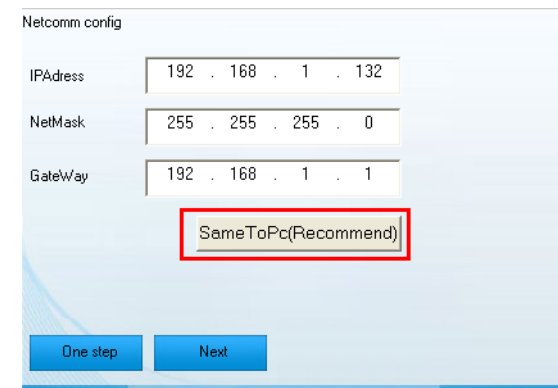 Netcomm config
IPAdress 192 . 168 . 1 . 132
NetMask 255 . 255 . 255 . 0
GateWay 192 . 168 . 1 . 1
SameToPc(Recommend)
One step Next